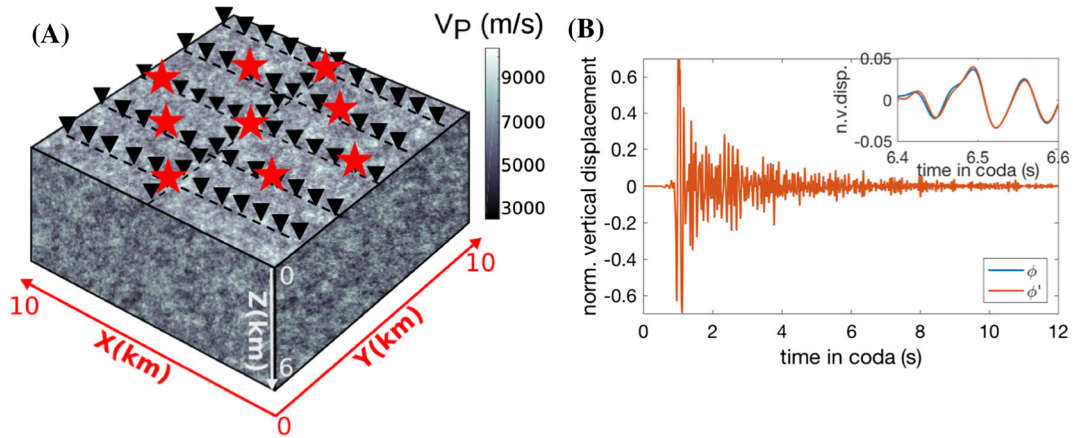 (A)
V_P (m/s)
9000
7000
5000
3000
0
Z(km)
6
10
X(km)
0
Y(km)
10
(B)
norm. vertical displacement
0.6
0.4
0.2
0
-0.2
-0.4
-0.6
0 2 4 6 8 10 12
time in coda (s)
n.v.disp.
0.05
0
-0.05
6.4 6.5 6.6
time in coda (s)
ϕ
ϕ'